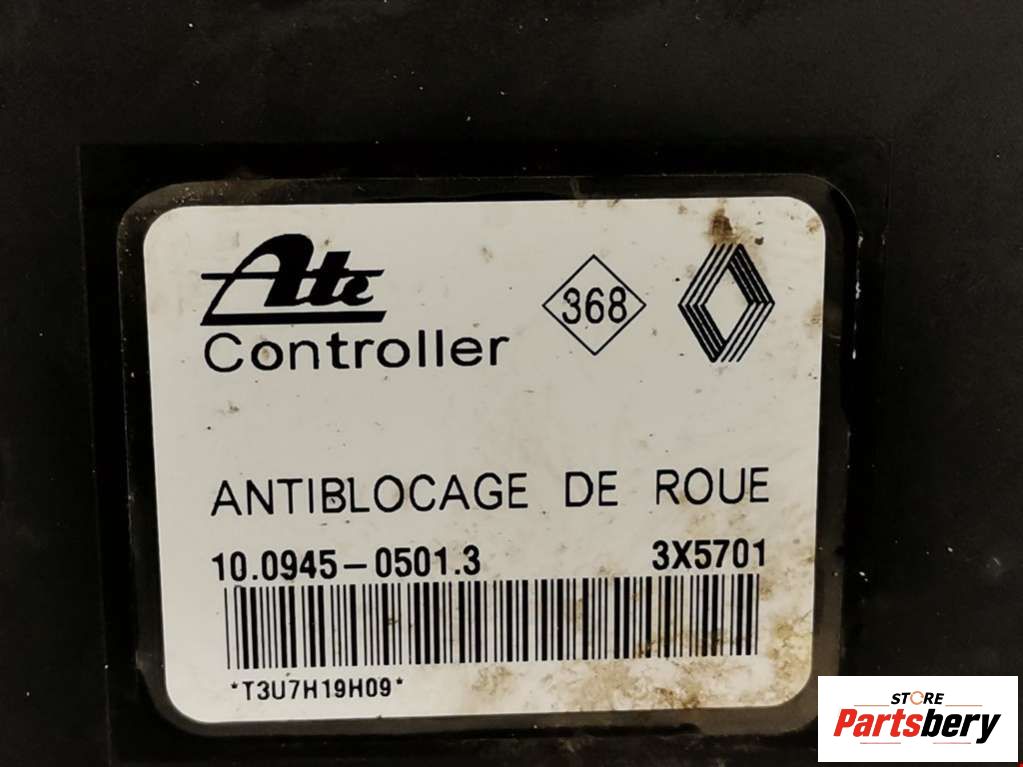 Ate
Controller
368
ANTIBLOCAGE DE ROUE
10.0945-0501.3 3X5701
*T3U7H19H09*
STORE
Partsbery